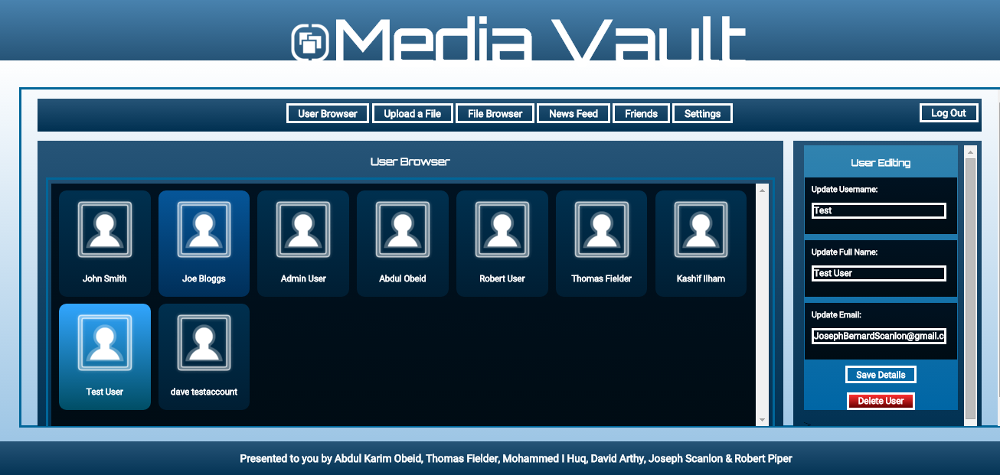 Media Vault
User Browser Upload a File File Browser News Feed Friends Settings Log Out
User Browser
John Smith Joe Bloggs Admin User Abdul Obeid Robert User Thomas Fielder Kashif Ilham
Test User dave testaccount
User Editing
Update Username:
Test
Update Full Name:
Test User
Update Email:
JosephBernardScanlon@gmail.c
Save Details
Delete User
>
Presented to you by Abdul Karim Obeid, Thomas Fielder, Mohammed I Huq, David Arthy, Joseph Scanlon & Robert Piper